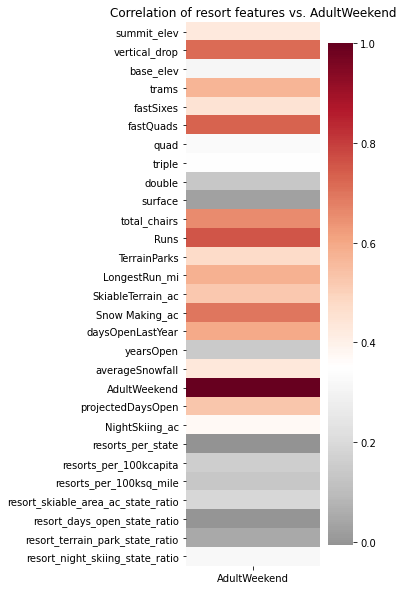 Correlation of resort features vs. AdultWeekend
summit_elev
vertical_drop
base_elev
trams
fastSixes
fastQuads
quad
triple
double
surface
total_chairs
Runs
TerrainParks
LongestRun_mi
SkiableTerrain_ac
Snow Making_ac
daysOpenLastYear
yearsOpen
averageSnowfall
AdultWeekend
projectedDaysOpen
NightSkiing_ac
resorts_per_state
resorts_per_100kcapita
resorts_per_100ksq_mile
resort_skiable_area_ac_state_ratio
resort_days_open_state_ratio
resort_terrain_park_state_ratio
resort_night_skiing_state_ratio
AdultWeekend
1.0
0.8
0.6
0.4
0.2
0.0